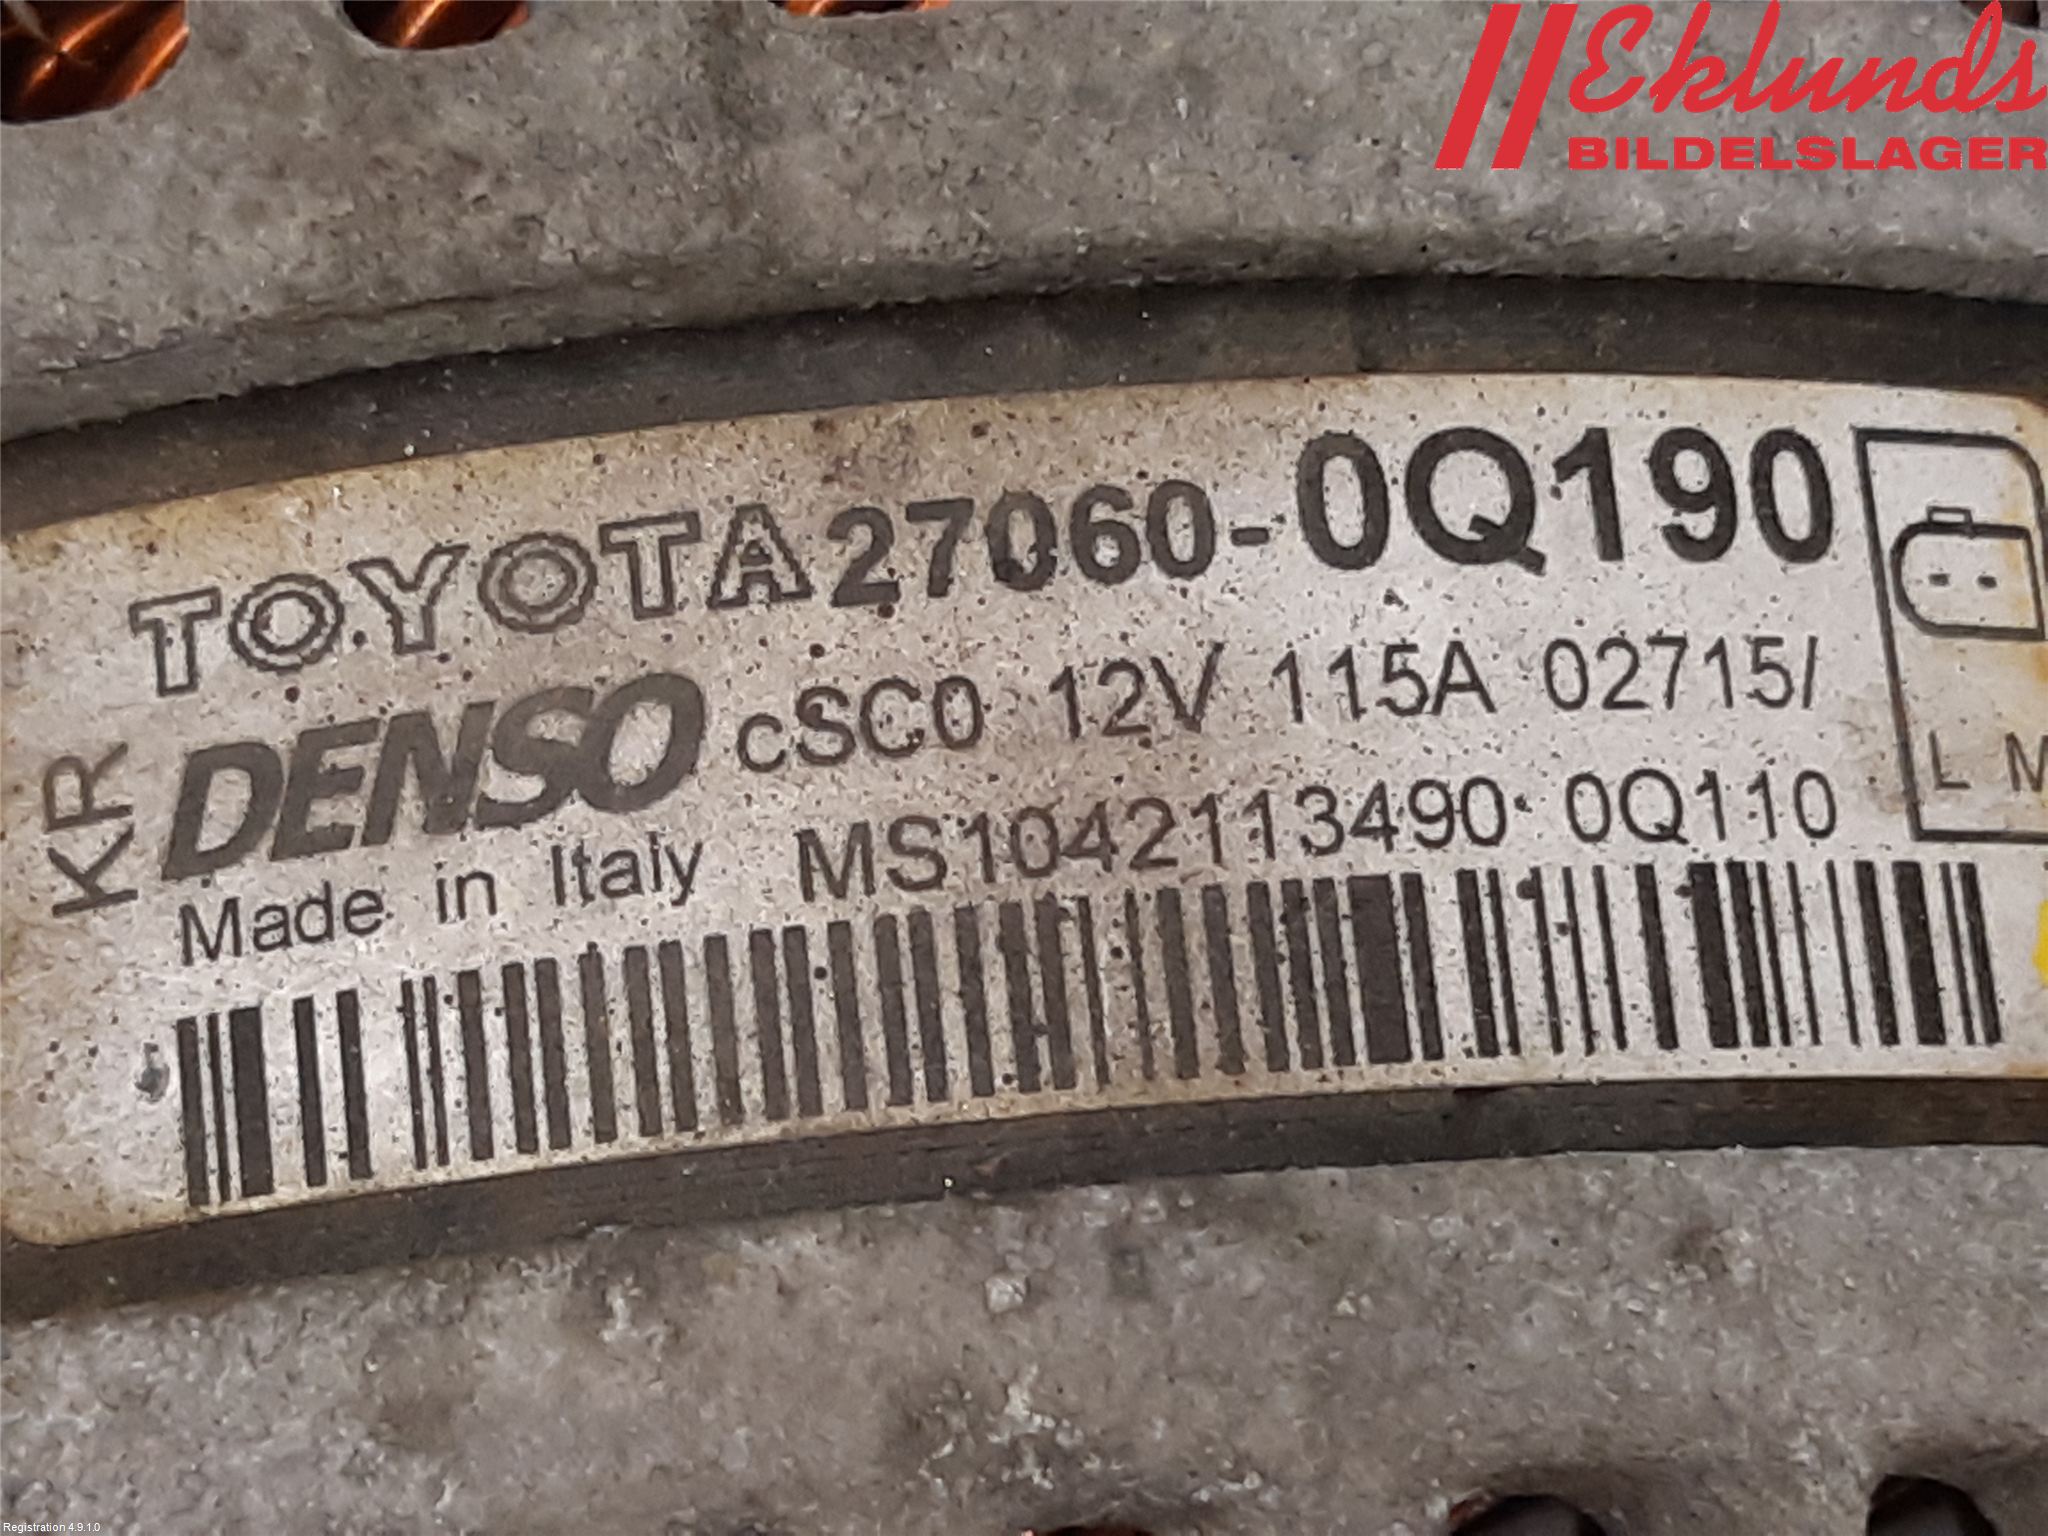 Eklunds
BILDELSLAGER
TOYOTA 27060-0Q190
KR
DENSO cSC0 12V 115A 02715/
L M
Made in Italy MS1042113490 0Q110
Registration 4.9.1.0